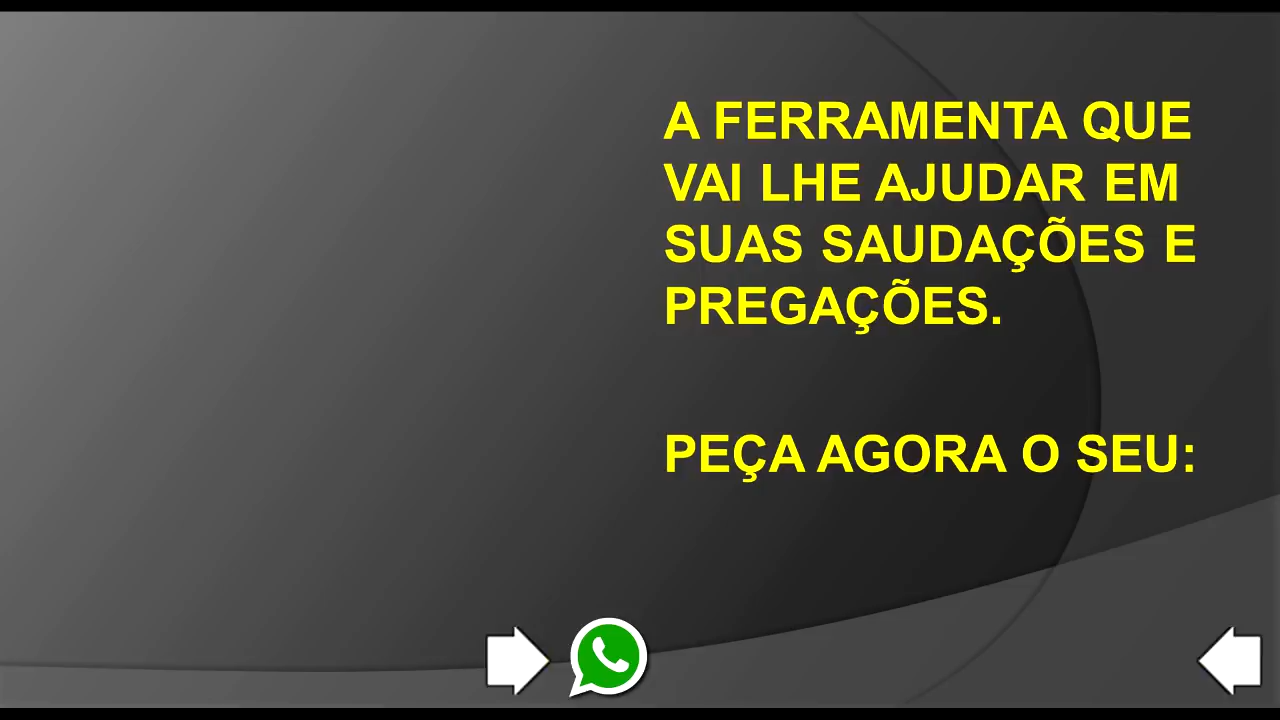 A FERRAMENTA QUE
VAI LHE AJUDAR EM
SUAS SAUDAÇÕES E
PREGAÇÕES.
PEÇA AGORA O SEU: